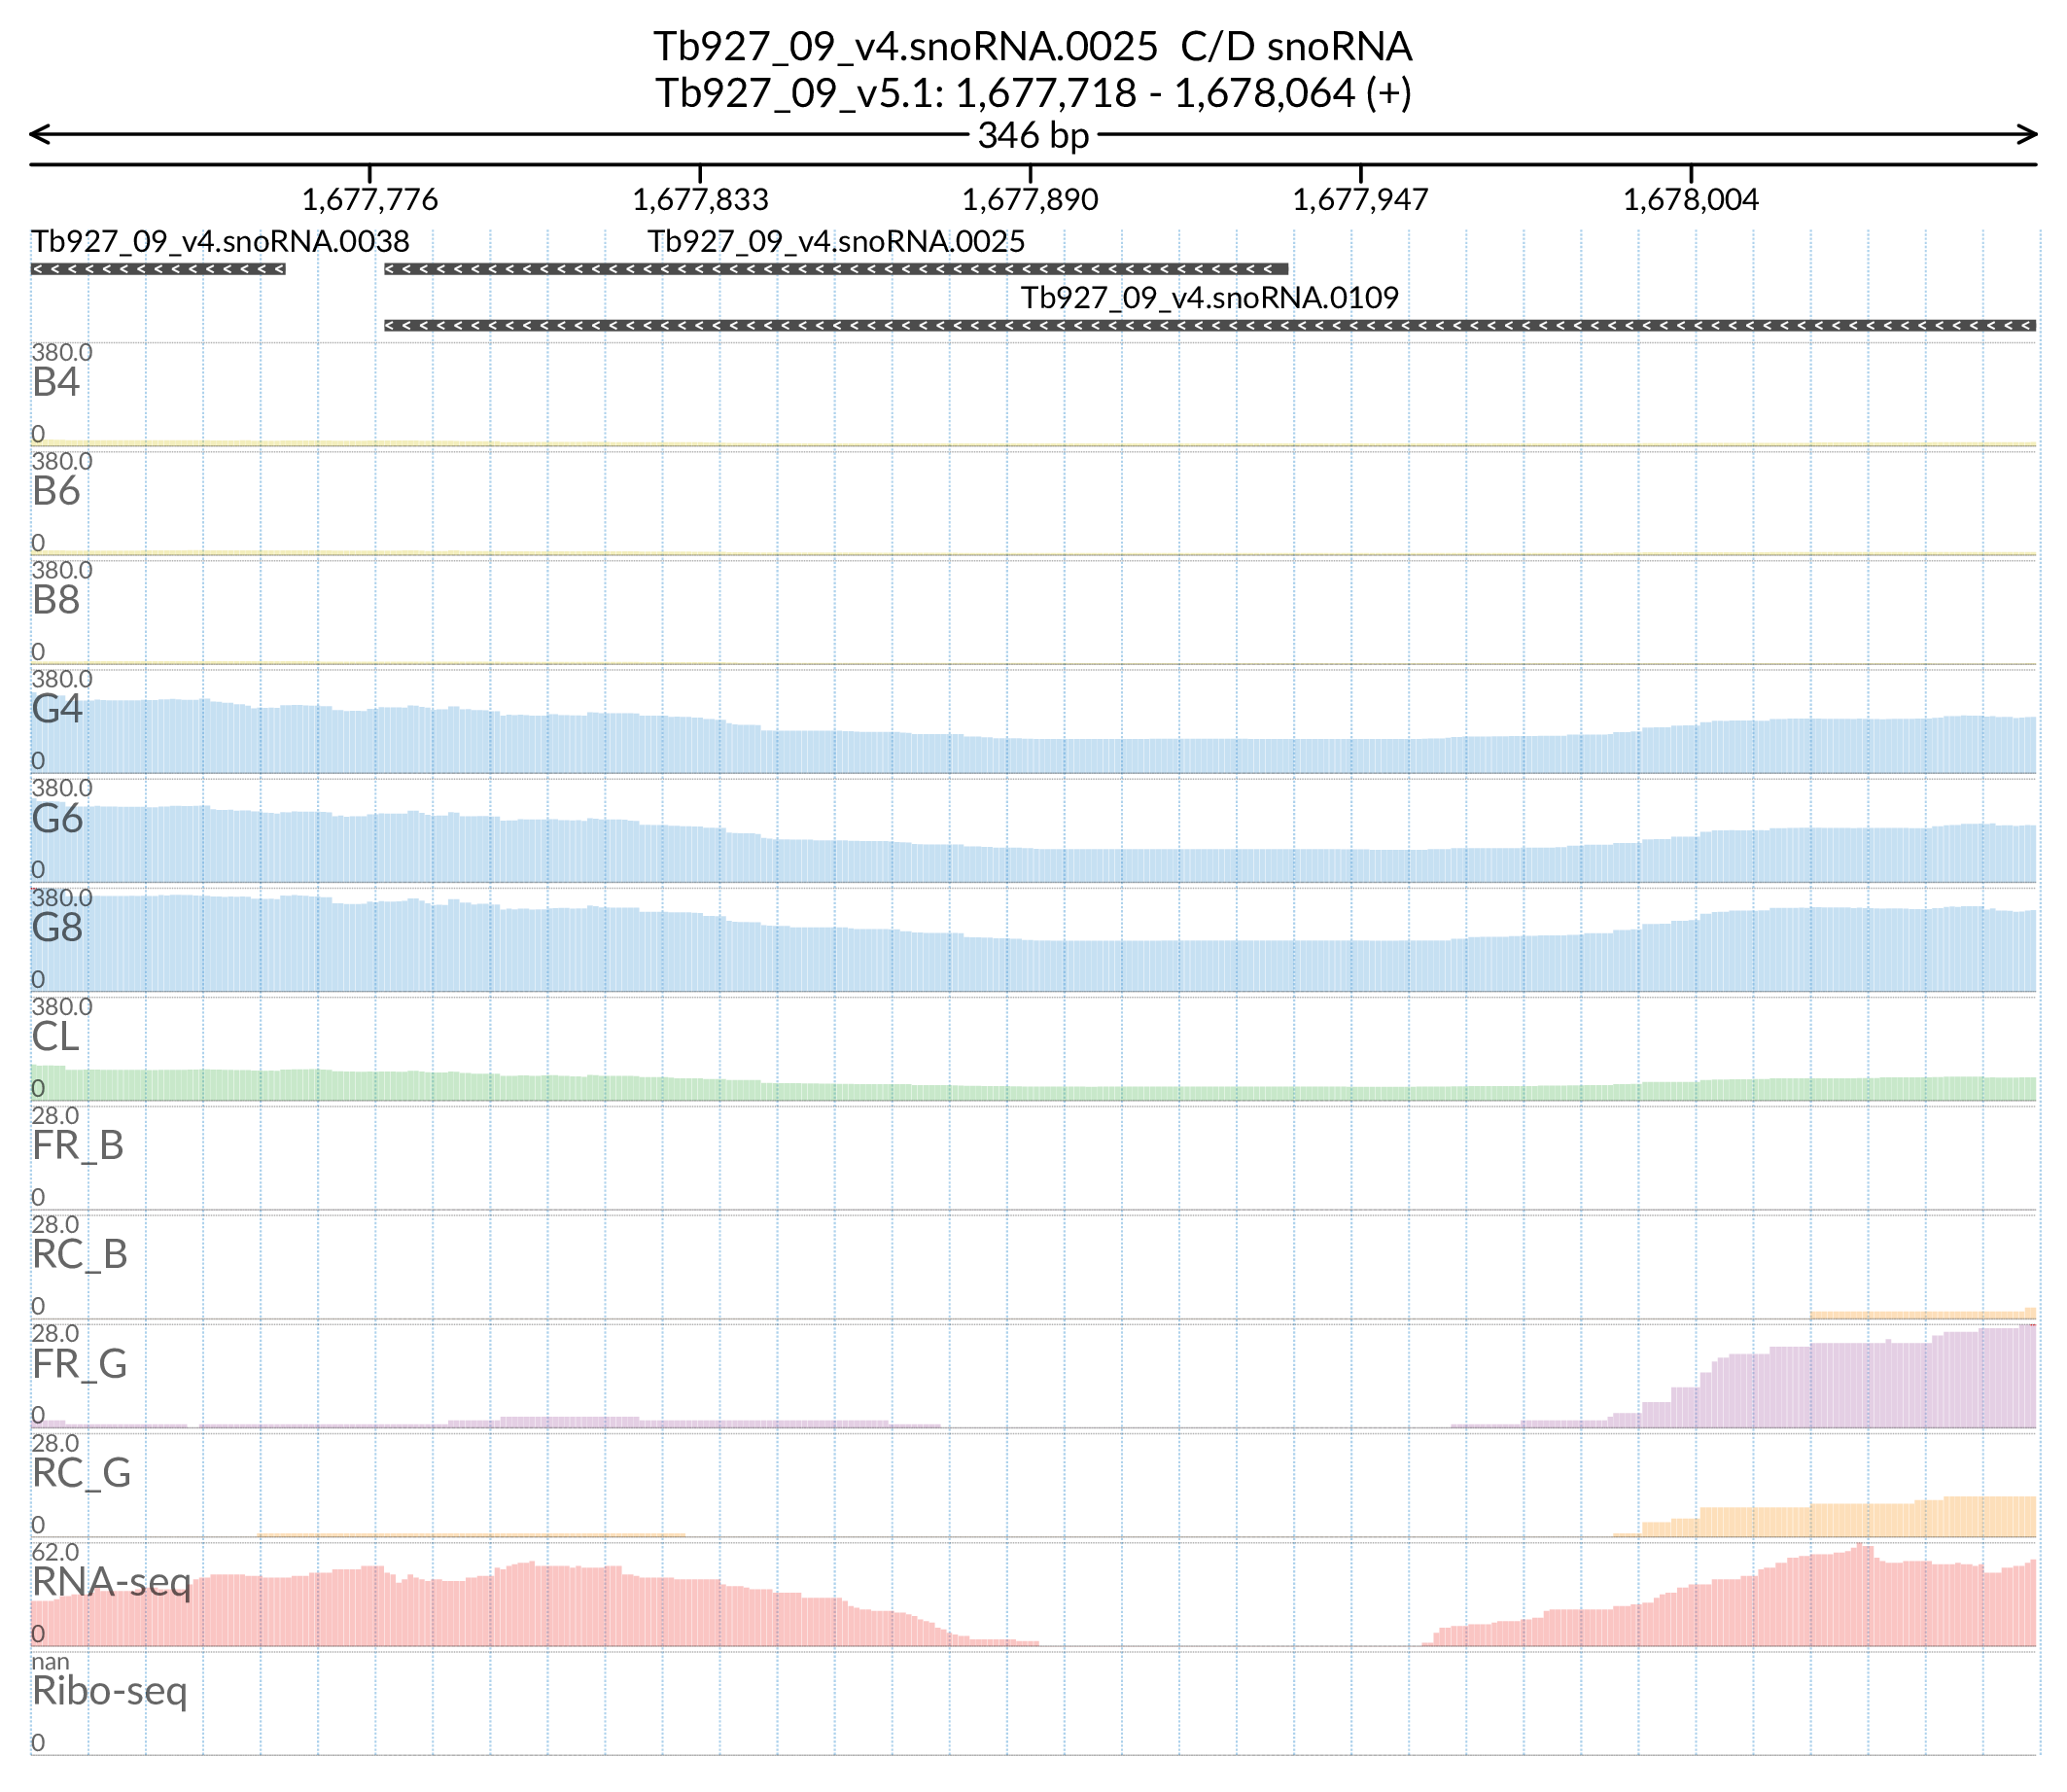 Tb927_09_v4.snoRNA.0025 C/D snoRNA
Tb927_09_v5.1: 1,677,718 - 1,678,064 (+)
346 bp
1,677,776 1,677,833 1,677,890 1,677,947 1,678,004
Tb927_09_v4.snoRNA.0038 Tb927_09_v4.snoRNA.0025
Tb927_09_v4.snoRNA.0109
380.0
B4
0
380.0
B6
0
380.0
B8
0
380.0
G4
0
380.0
G6
0
380.0
G8
0
380.0
CL
0
28.0
FR_B
0
28.0
RC_B
0
28.0
FR_G
0
28.0
RC_G
0
62.0
RNA-seq
0
nan
Ribo-seq
0